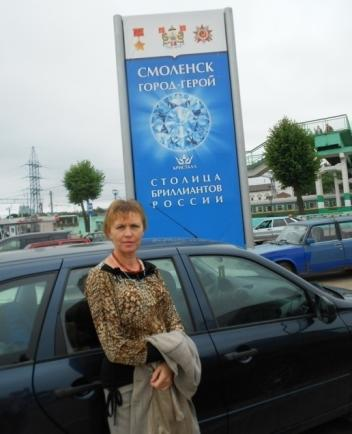 СМОЛЕНСК
ГОРОД-ГЕРОЙ
КРИСТАЛЛ
СТОЛИЦА
БРИЛЛИАНТОВ
РОССИИ